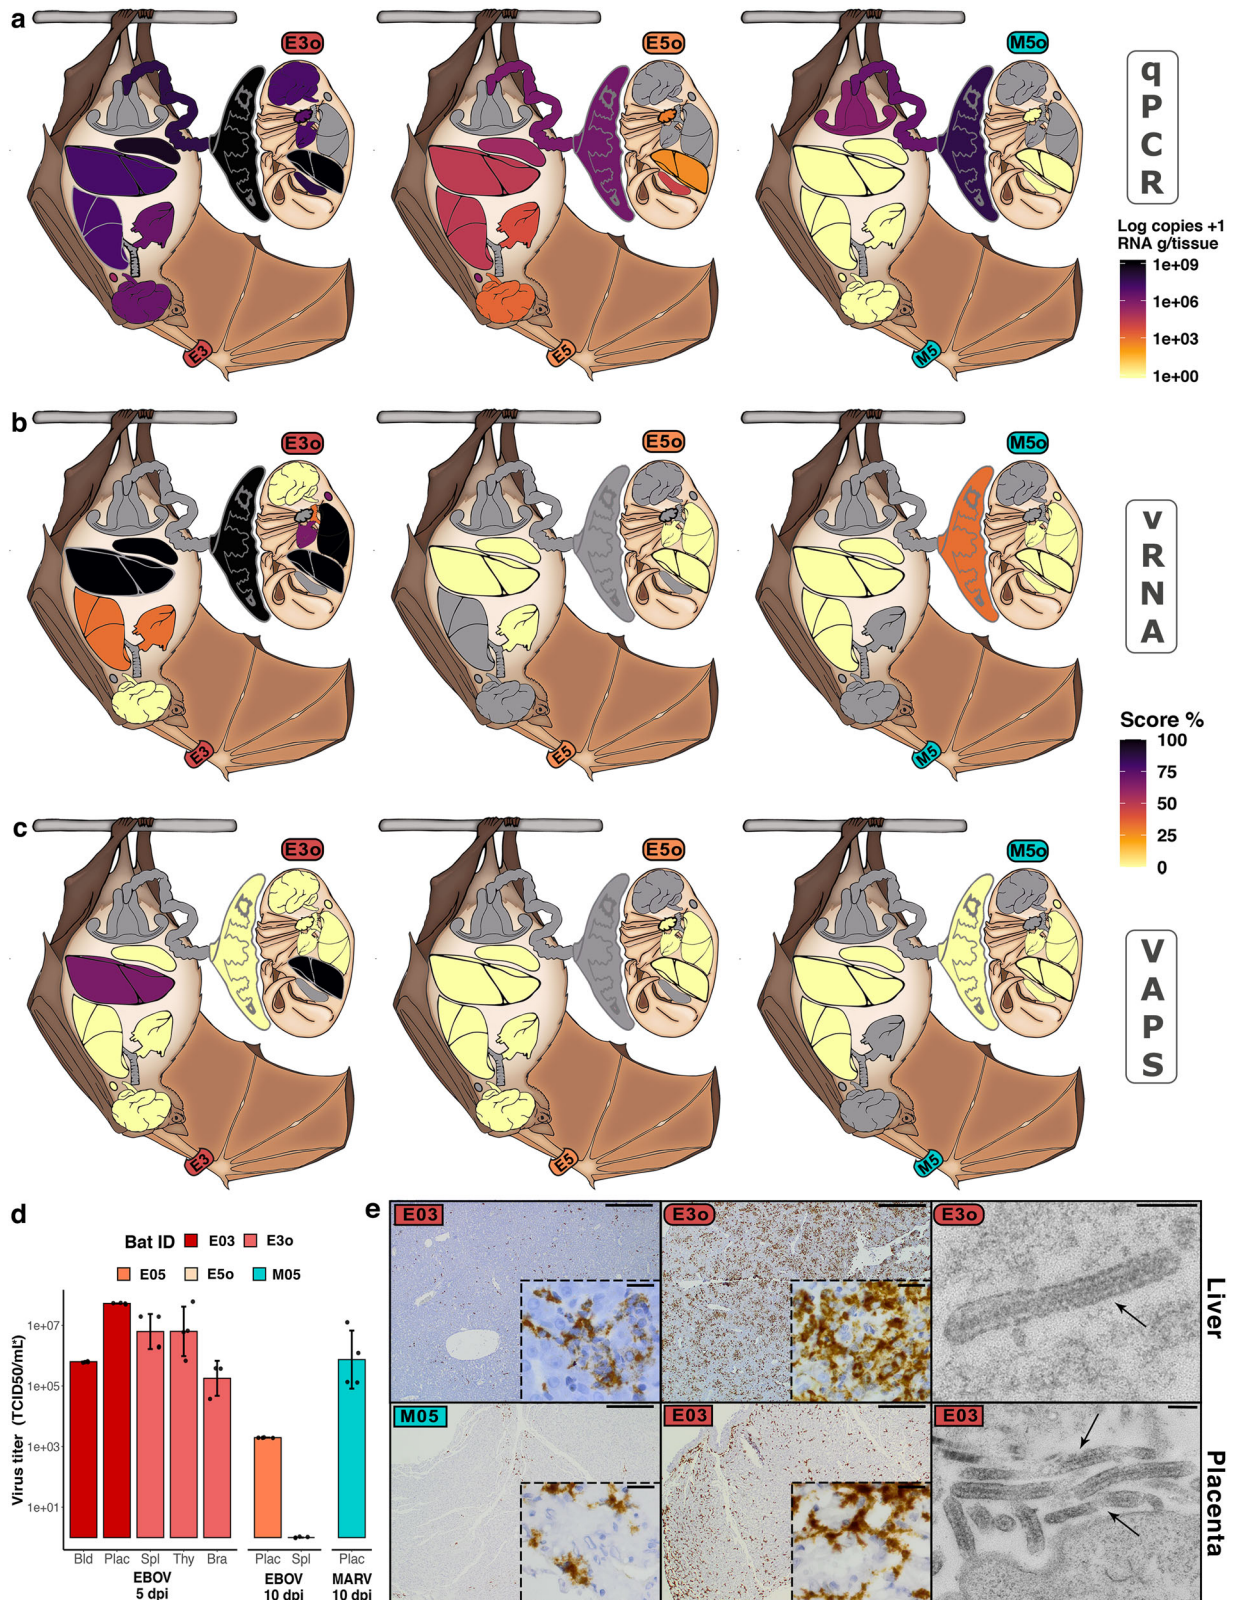 a
E3o
E5o
M5o
q
P
C
R
Log copies +1
RNA g/tissue
1e+09
1e+06
1e+03
1e+00
E3
E5
M5
b
E3o
E5o
M5o
v
R
N
A
Score %
100
75
50
25
0
E3
E5
M5
c
E3o
E5o
M5o
V
A
P
S
E3
E5
M5
d
Bat ID E03 E3o
E05 E5o M05
Virus titer (TCID50/mL*)
1e+07
1e+05
1e+03
1e+01
Bld Plac Spl Thy Bra Plac Spl Plac
EBOV EBOV MARV
5 dpi 10 dpi 10 dpi
e
E03
E3o
E3o
Liver
M05
E03
E03
Placenta